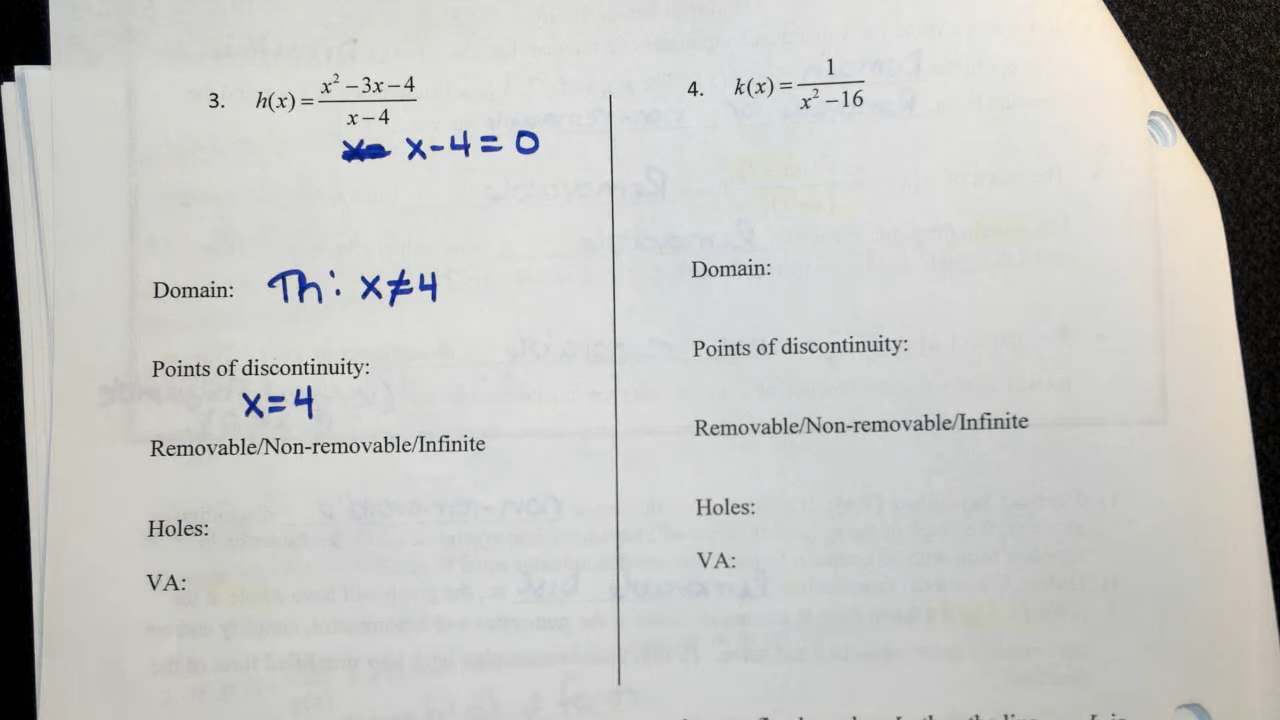 3. h(x) = (x² − 3x − 4)/(x − 4)
x − 4 = 0
Domain: Th: x ≠ 4
Points of discontinuity:
x = 4
Removable/Non-removable/Infinite
Holes:
VA:
4. k(x) = 1/(x² − 16)
Domain:
Points of discontinuity:
Removable/Non-removable/Infinite
Holes:
VA: